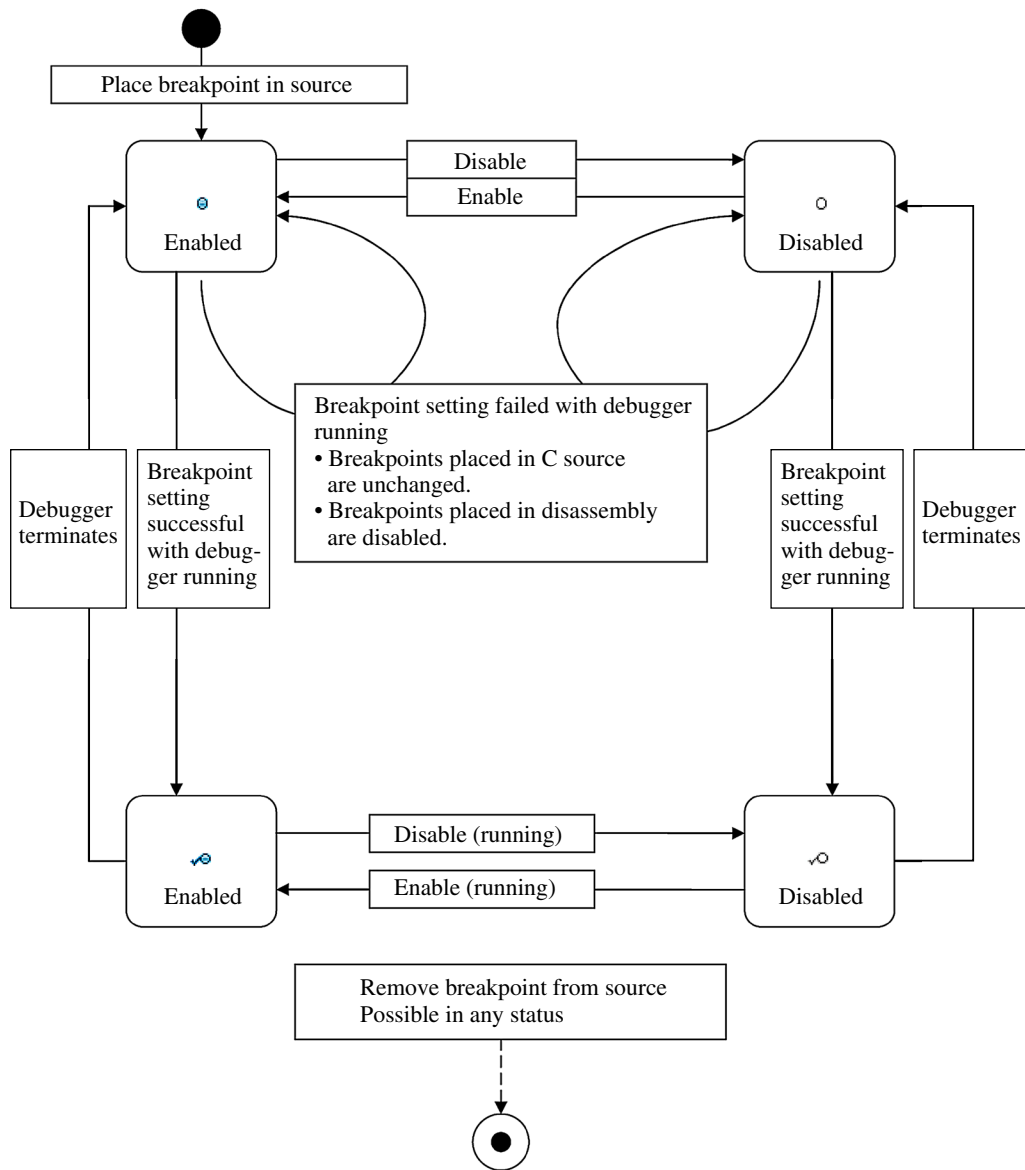 Place breakpoint in source
Disable
Enable
Enabled
Disabled
Breakpoint setting failed with debugger
running
• Breakpoints placed in C source
are unchanged.
• Breakpoints placed in disassembly
are disabled.
Debugger
terminates
Breakpoint
setting
successful
with debug-
ger running
Breakpoint
setting
successful
with debug-
ger running
Debugger
terminates
Disable (running)
Enable (running)
Enabled
Disabled
Remove breakpoint from source
Possible in any status